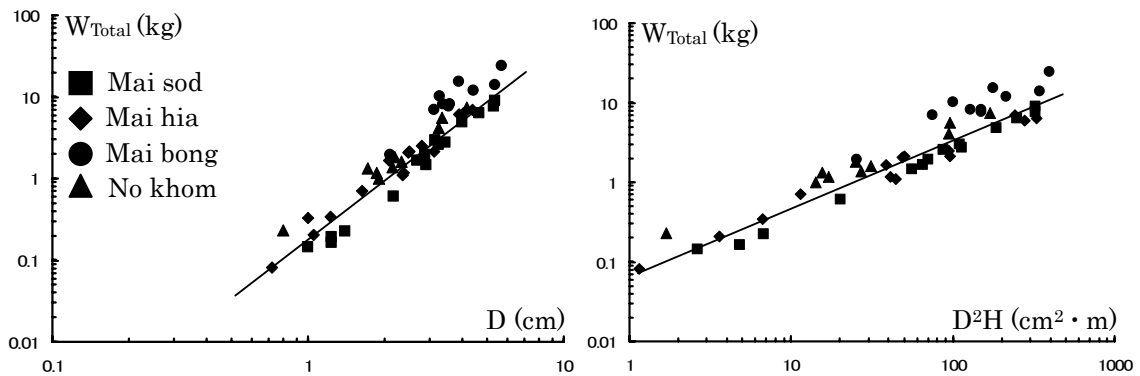 100
10
1
0.1
0.01
W_Total (kg)
Mai sod
Mai hia
Mai bong
No khom
D (cm)
0.1 1 10
100
10
1
0.1
0.01
W_Total (kg)
D²H (cm²・m)
1 10 100 1000